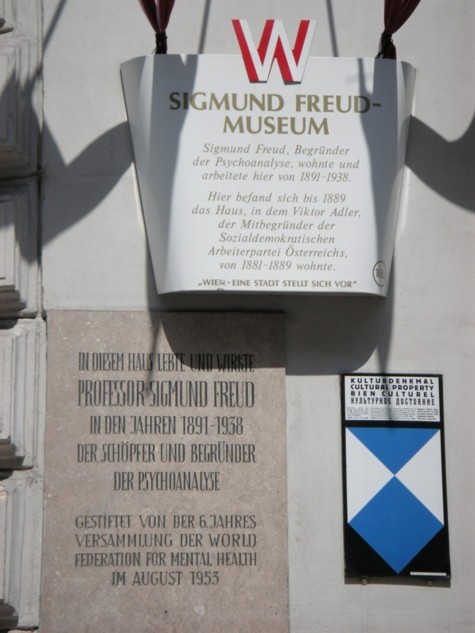 W
SIGMUND FREUD-
MUSEUM
Sigmund Freud, Begründer
der Psychoanalyse, wohnte und
arbeitete hier von 1891-1938.
Hier befand sich bis 1889
das Haus, in dem Viktor Adler,
der Mitbegründer der
Sozialdemokratischen
Arbeiterpartei Österreichs,
von 1881-1889 wohnte.
„WIEN-EINE STADT STELLT SICH VOR"
IN DIESEM HAUS LEBTE UND WIRKTE
PROFESSOR SIGMUND FREUD
IN DEN JAHREN 1891-1938
DER SCHÖPFER UND BEGRÜNDER
DER PSYCHOANALYSE
GESTIFTET VON DER 6.JAHRES
VERSAMMLUNG DER WORLD
FEDERATION FOR MENTAL HEALTH
IM AUGUST 1953
KULTURDENKMAL
CULTURAL PROPERTY
BIEN CULTUREL
КУЛЬТУРНОЕ ДОСТОЯНИЕ